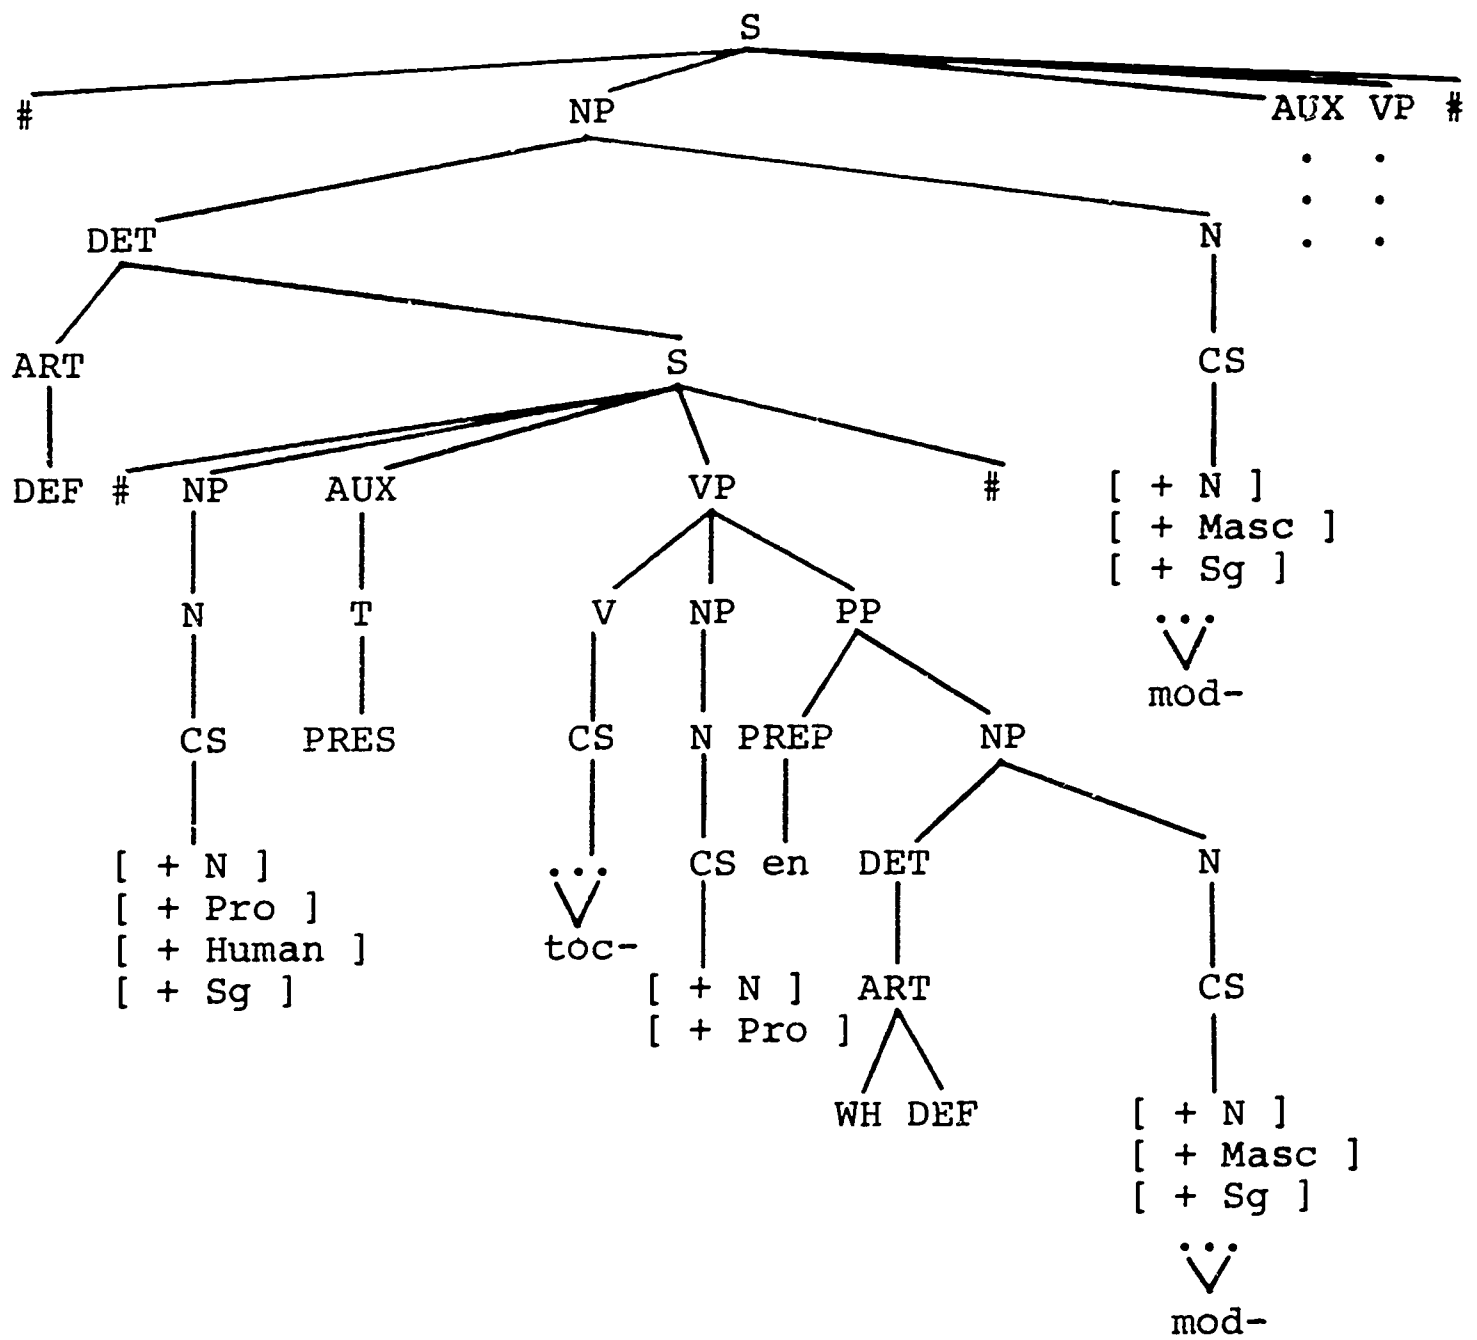 S
# NP AUX VP #
DET N
ART S CS
DEF # NP AUX VP # [ + N ]
[ + Masc ]
[ + Sg ]
N T V NP PP
mod-
CS PRES CS N PREP NP
[ + N ] CS en DET N
[ + Pro ]
[ + Human ] toc-
[ + Sg ] [ + N ] ART CS
[ + Pro ]
WH DEF [ + N ]
[ + Masc ]
[ + Sg ]
mod-